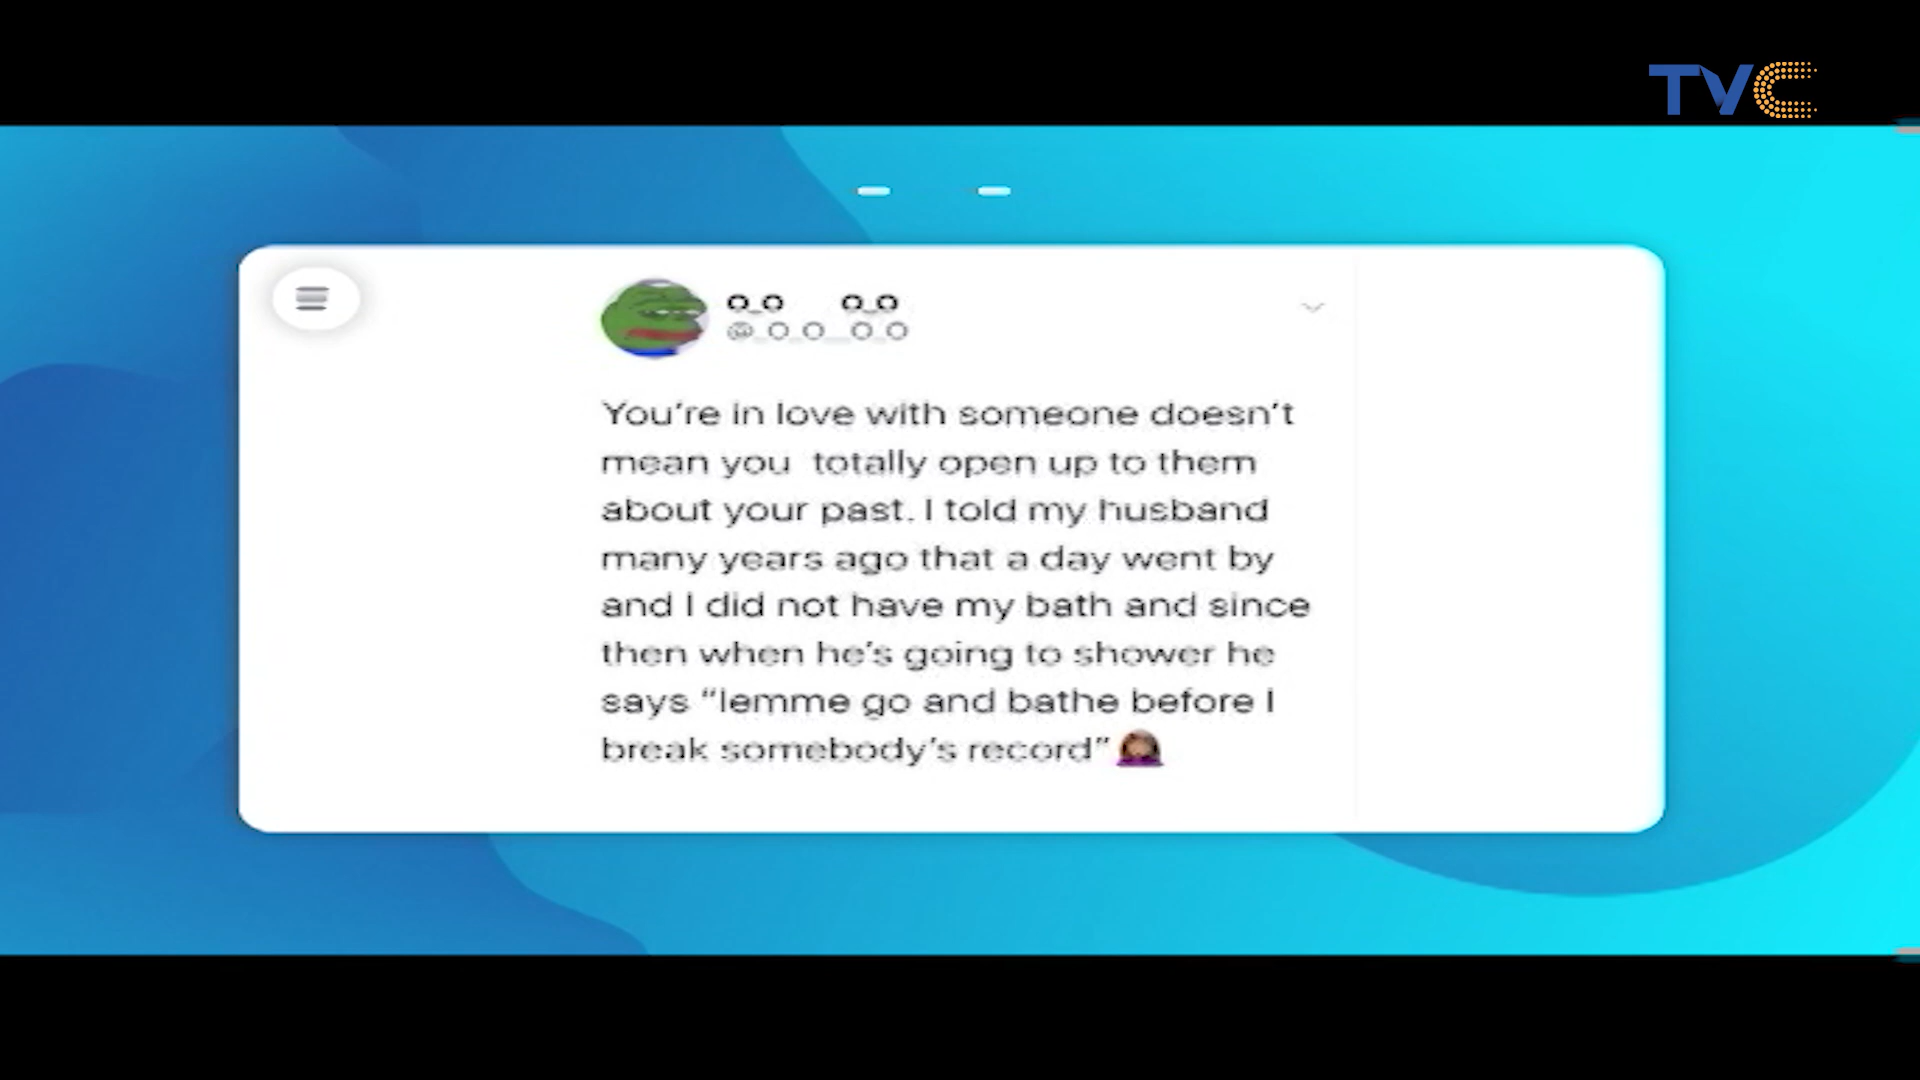 TVC
O_O O_O
@_O_O__O_O
You're in love with someone doesn't
mean you totally open up to them
about your past. I told my husband
many years ago that a day went by
and I did not have my bath and since
then when he's going to shower he
says "lemme go and bathe before I
break somebody's record"